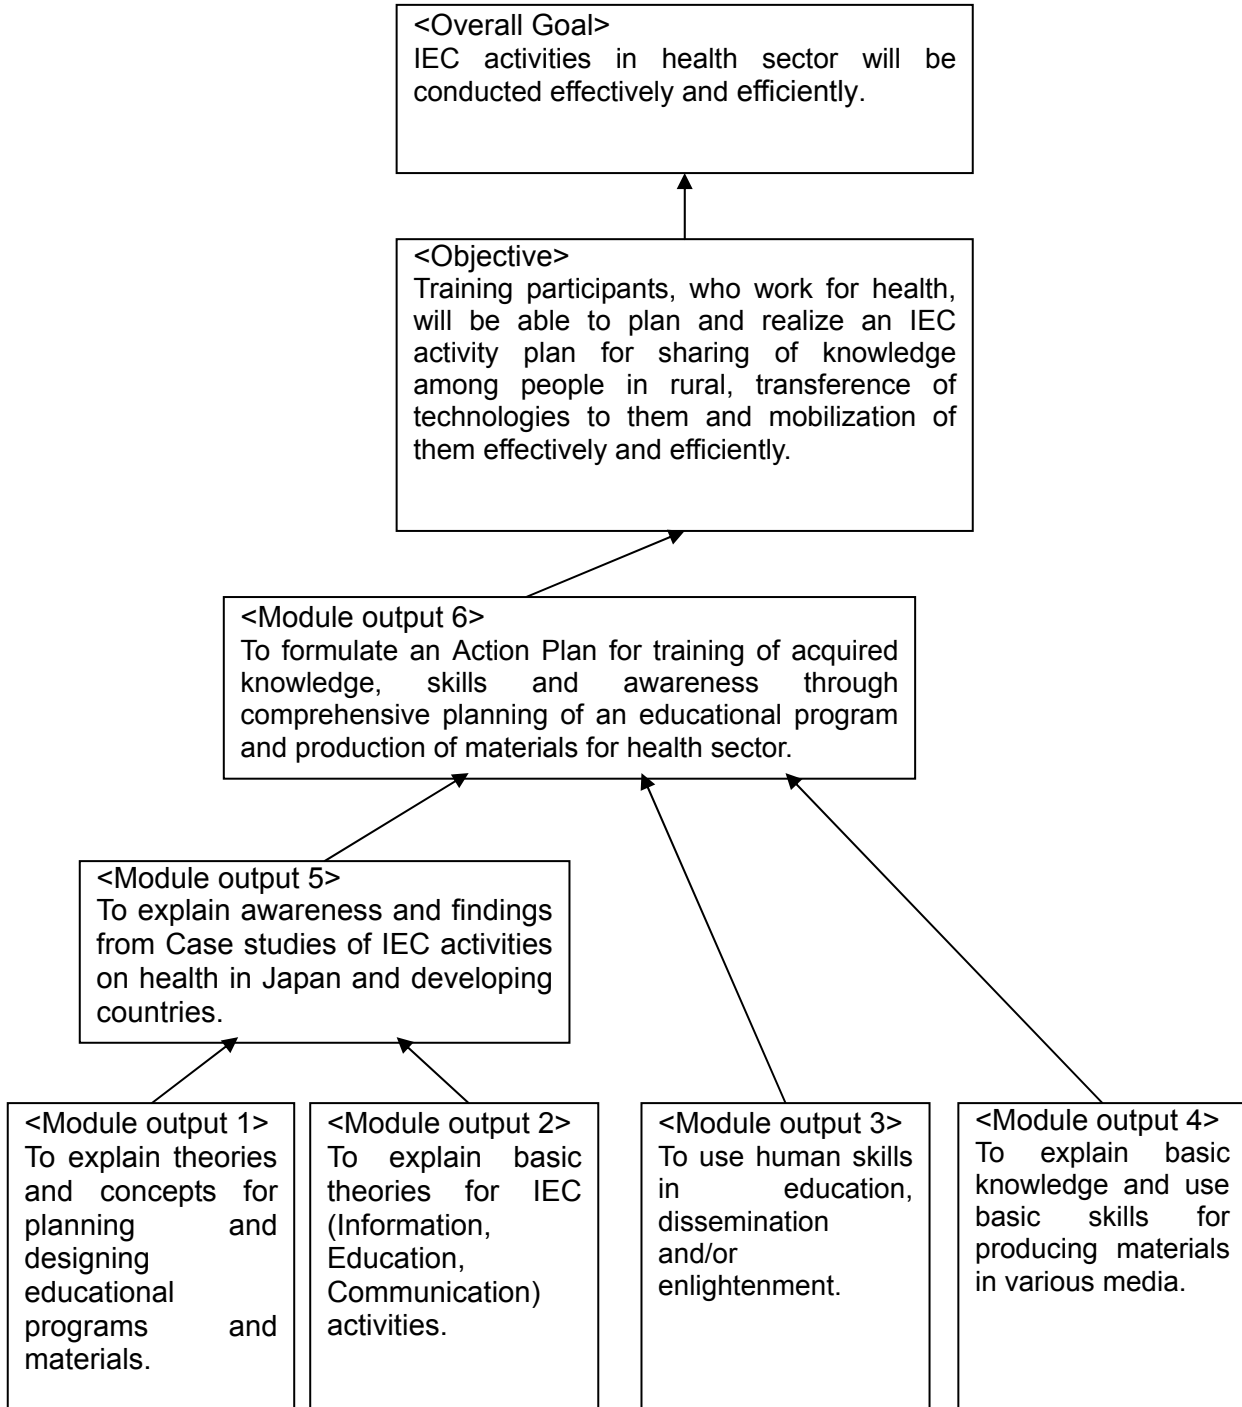 <Overall Goal>
IEC activities in health sector will be
conducted effectively and efficiently.
<Objective>
Training participants, who work for health,
will be able to plan and realize an IEC
activity plan for sharing of knowledge
among people in rural, transference of
technologies to them and mobilization of
them effectively and efficiently.
<Module output 6>
To formulate an Action Plan for training of acquired
knowledge, skills and awareness through
comprehensive planning of an educational program
and production of materials for health sector.
<Module output 5>
To explain awareness and findings
from Case studies of IEC activities
on health in Japan and developing
countries.
<Module output 1>
To explain theories
and concepts for
planning and
designing
educational
programs and
materials.
<Module output 2>
To explain basic
theories for IEC
(Information,
Education,
Communication)
activities.
<Module output 3>
To use human skills
in education,
dissemination
and/or
enlightenment.
<Module output 4>
To explain basic
knowledge and use
basic skills for
producing materials
in various media.